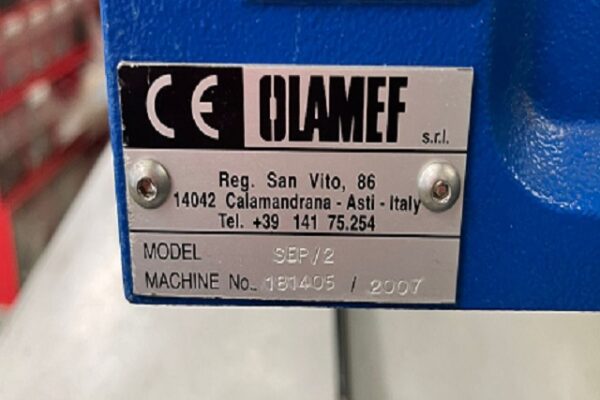 CE OLAMEF s.r.l.
Reg. San Vito, 86
14042 Calamandrana - Asti - Italy
Tel. +39 141 75.254
MODEL SEP/2
MACHINE No. 181405 / 2007